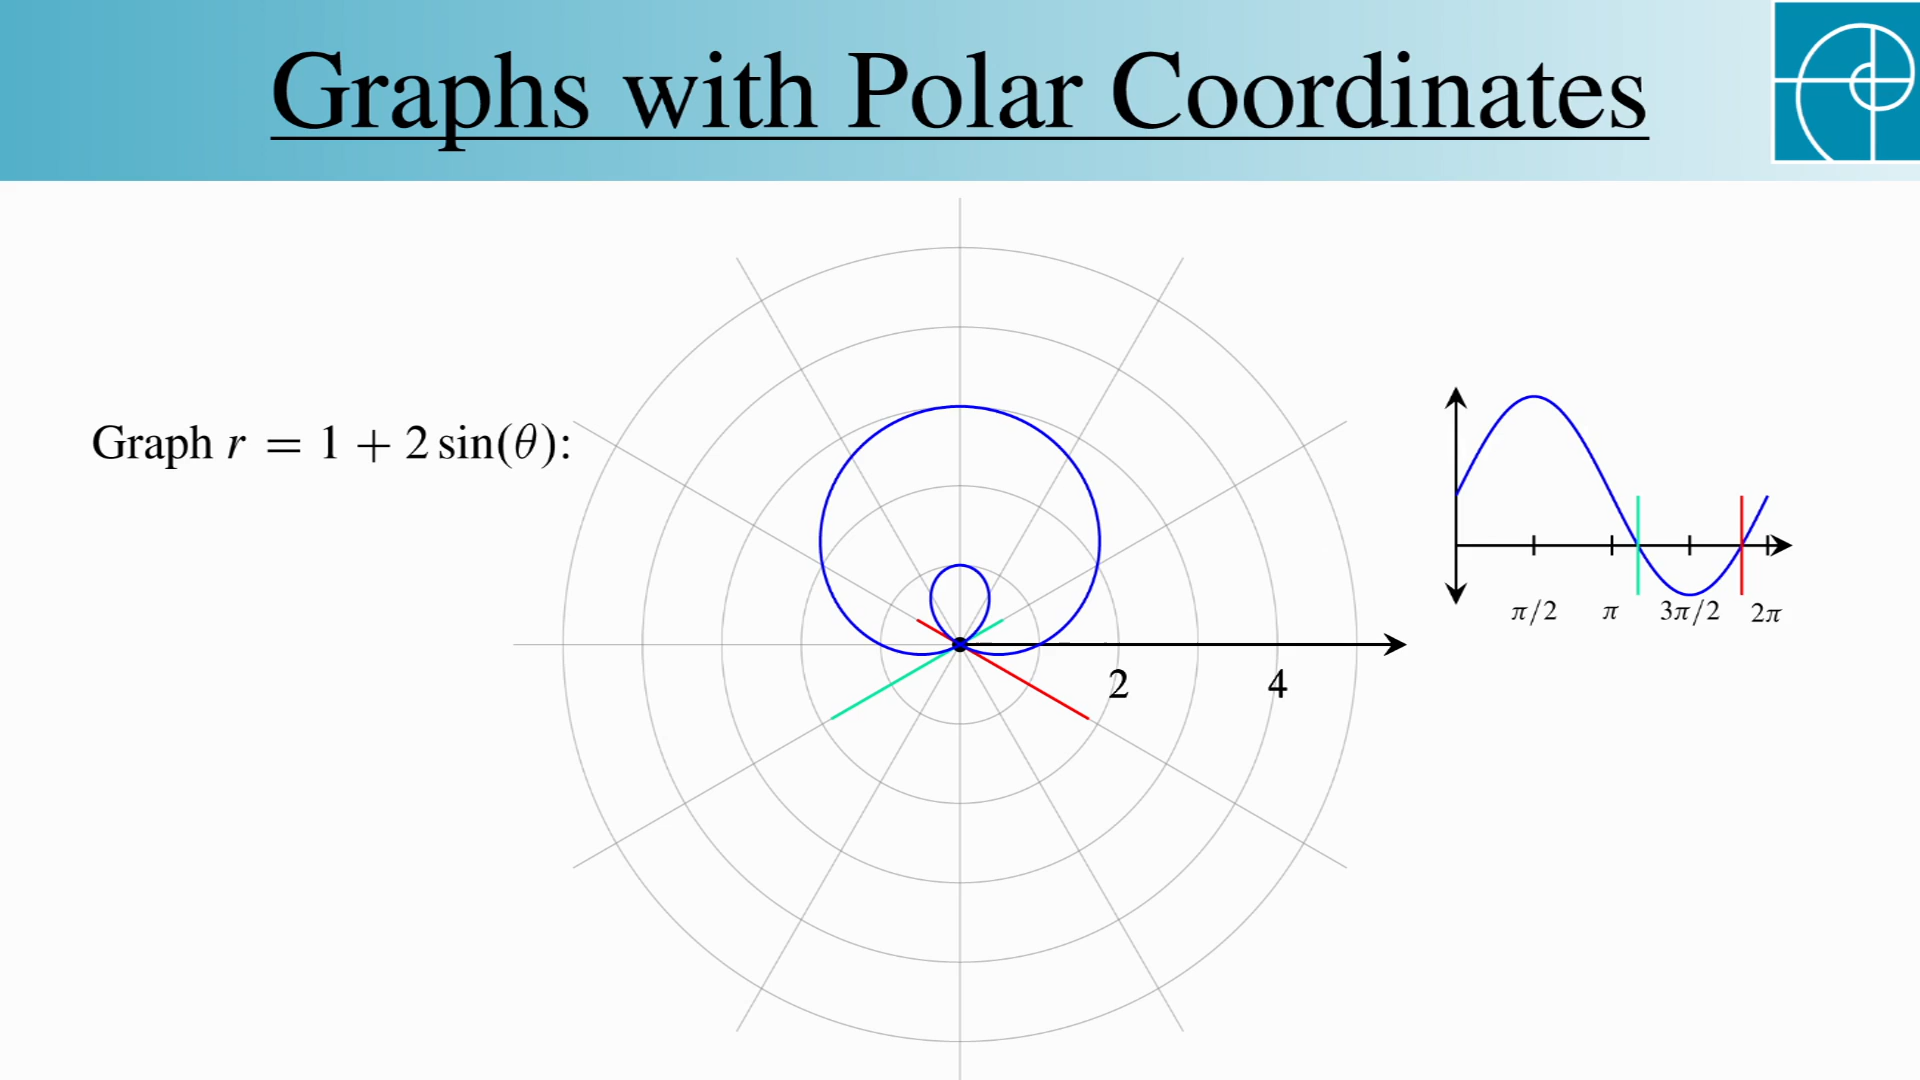 Graphs with Polar Coordinates
Graph r = 1 + 2 sin(θ):
2
4
π/2
π
3π/2
2π